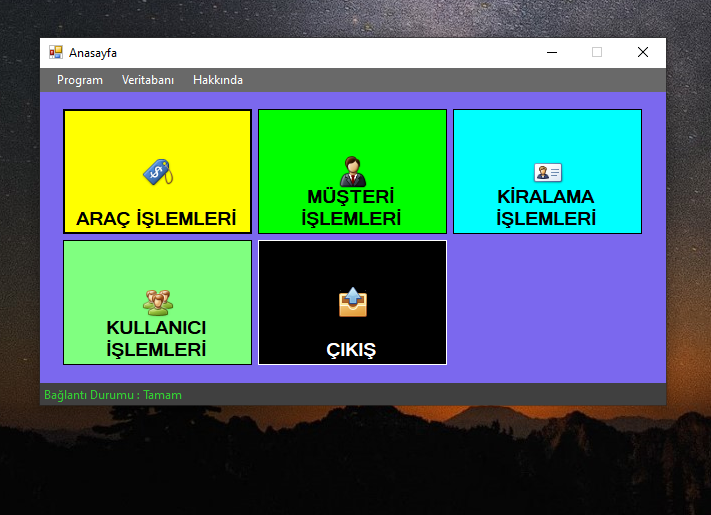 Anasayfa
Program Veritabanı Hakkında
ARAÇ İŞLEMLERİ
MÜŞTERİ
İŞLEMLERİ
KİRALAMA
İŞLEMLERİ
KULLANICI
İŞLEMLERİ
ÇIKIŞ
Bağlantı Durumu : Tamam